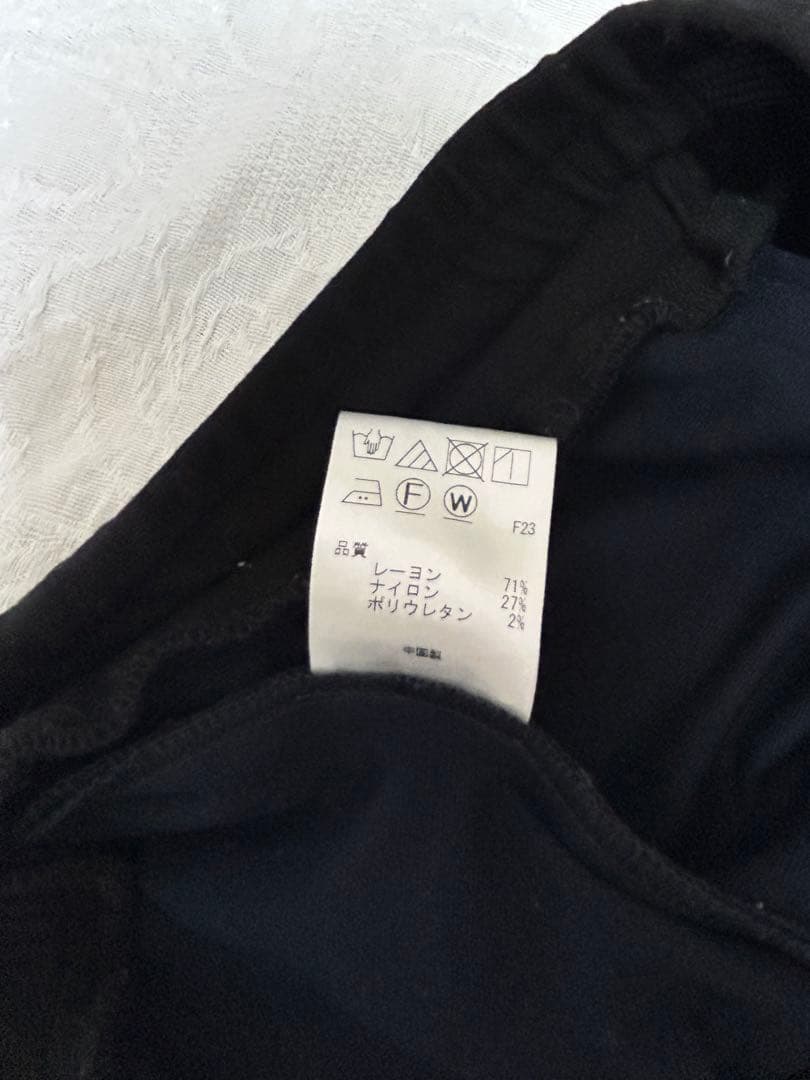 F W
F23
品質
レーヨン 71%
ナイロン 27%
ポリウレタン 2%
中国製